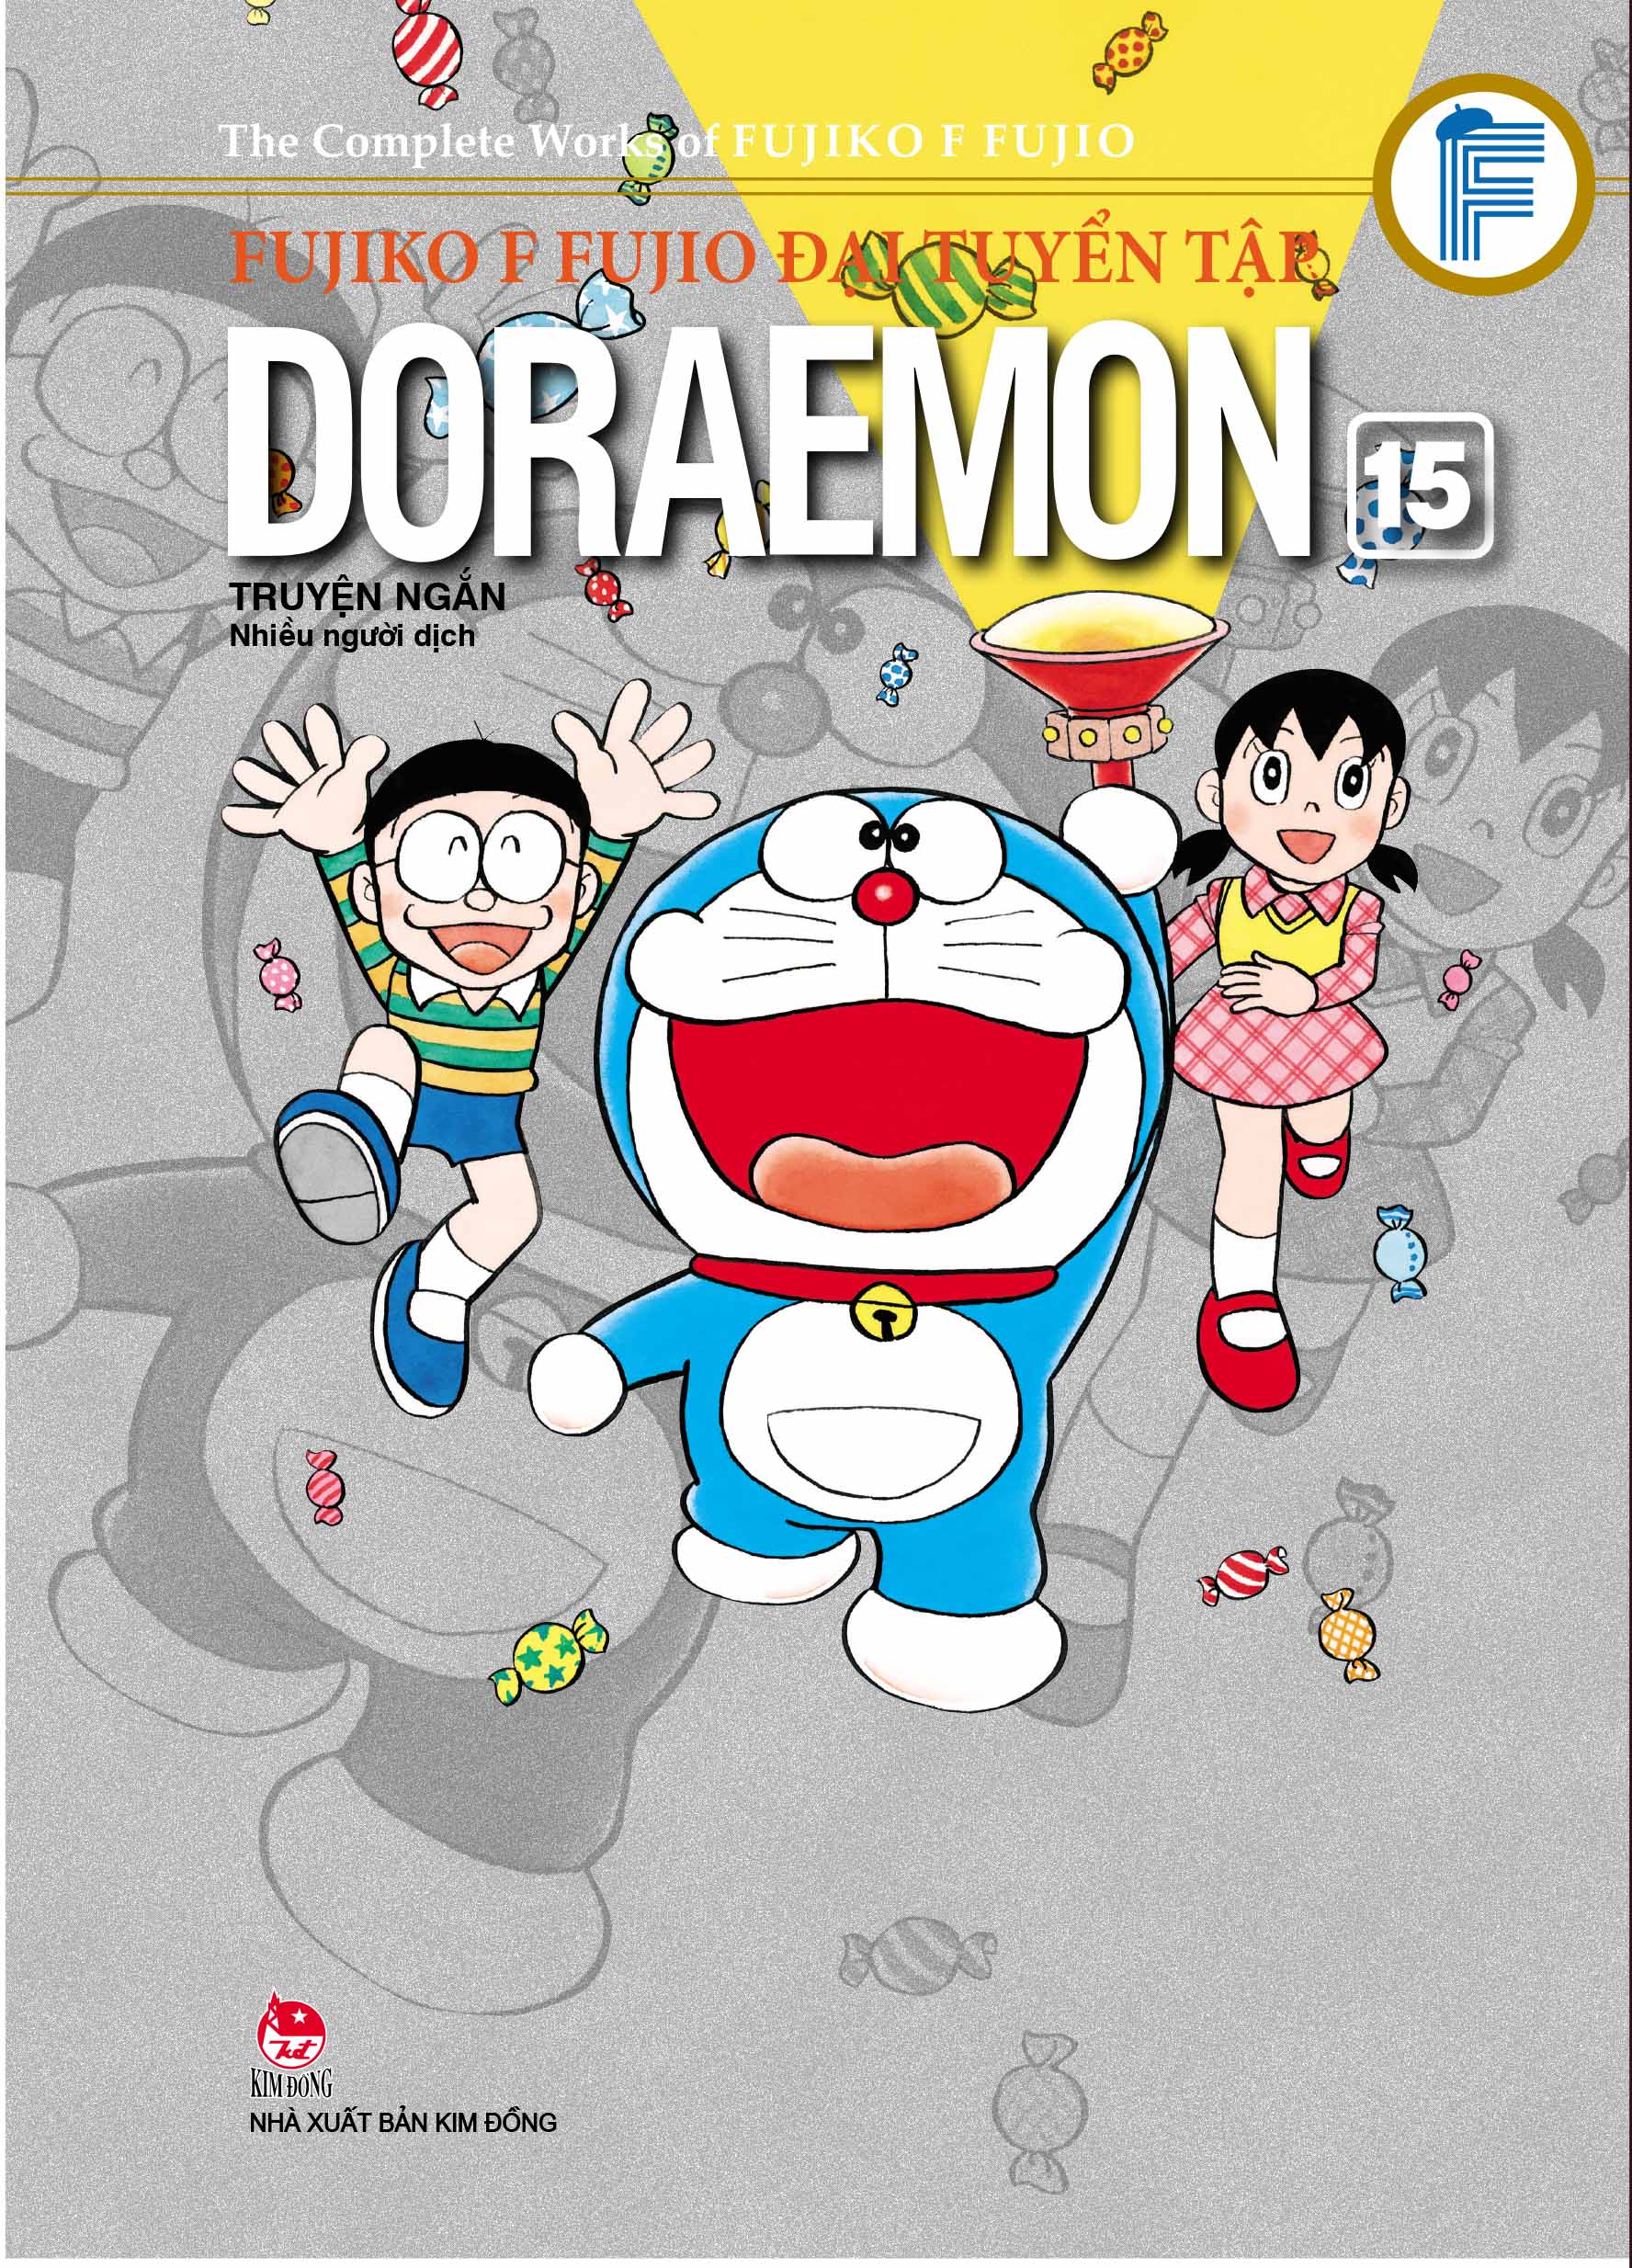 The Complete Works of FUJIKO F FUJIO
F
FUJIKO F FUJIO ĐẠI TUYỂN TẬP
DORAEMON 15
TRUYỆN NGẮN
Nhiều người dịch
kđ
KIM ĐỒNG
NHÀ XUẤT BẢN KIM ĐỒNG